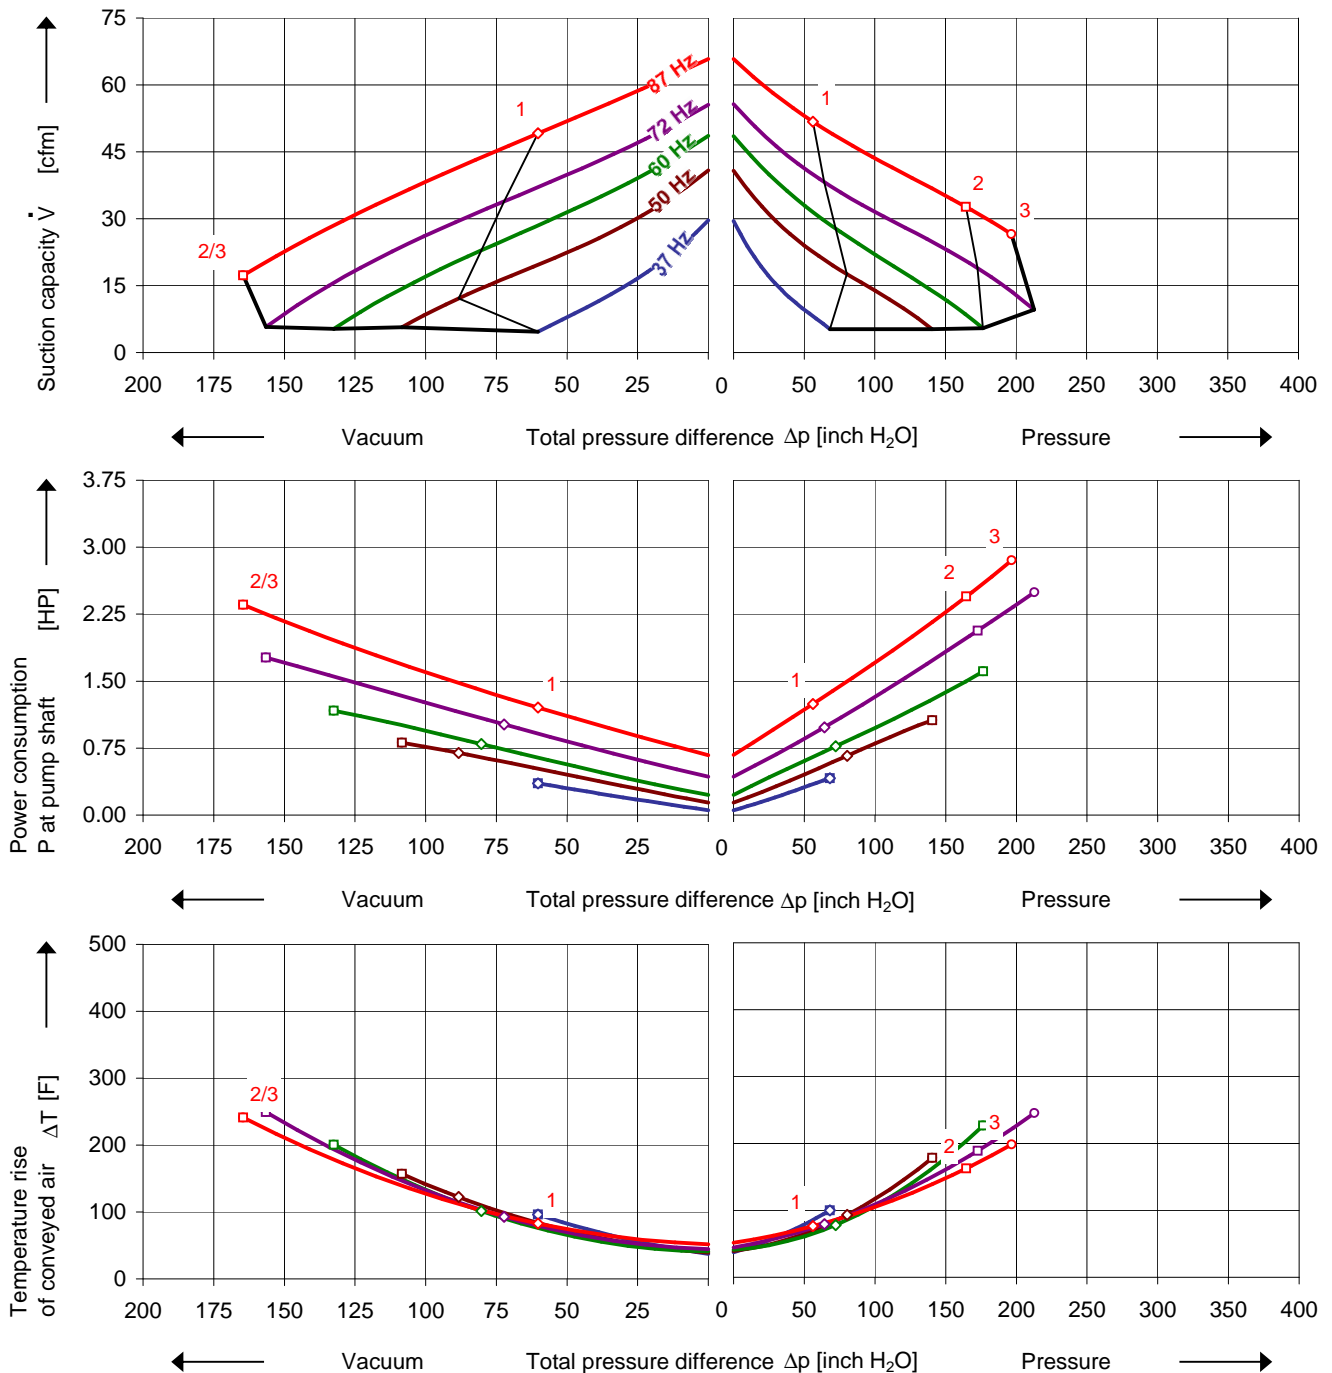 75
60
45
30
15
0
Suction capacity V̇ [cfm]
87 Hz
72 Hz
60 Hz
50 Hz
37 Hz
1
2/3
1
2
3
200 175 150 125 100 75 50 25 0 50 100 150 200 250 300 350 400
Vacuum Total pressure difference Δp [inch H₂O] Pressure
3.75
3.00
2.25
1.50
0.75
0.00
Power consumption
P at pump shaft [HP]
2/3
1
1
2
3
200 175 150 125 100 75 50 25 0 50 100 150 200 250 300 350 400
Vacuum Total pressure difference Δp [inch H₂O] Pressure
500
400
300
200
100
0
Temperature rise
of conveyed air ΔT [F]
2/3
1
1
2
3
200 175 150 125 100 75 50 25 0 50 100 150 200 250 300 350 400
Vacuum Total pressure difference Δp [inch H₂O] Pressure